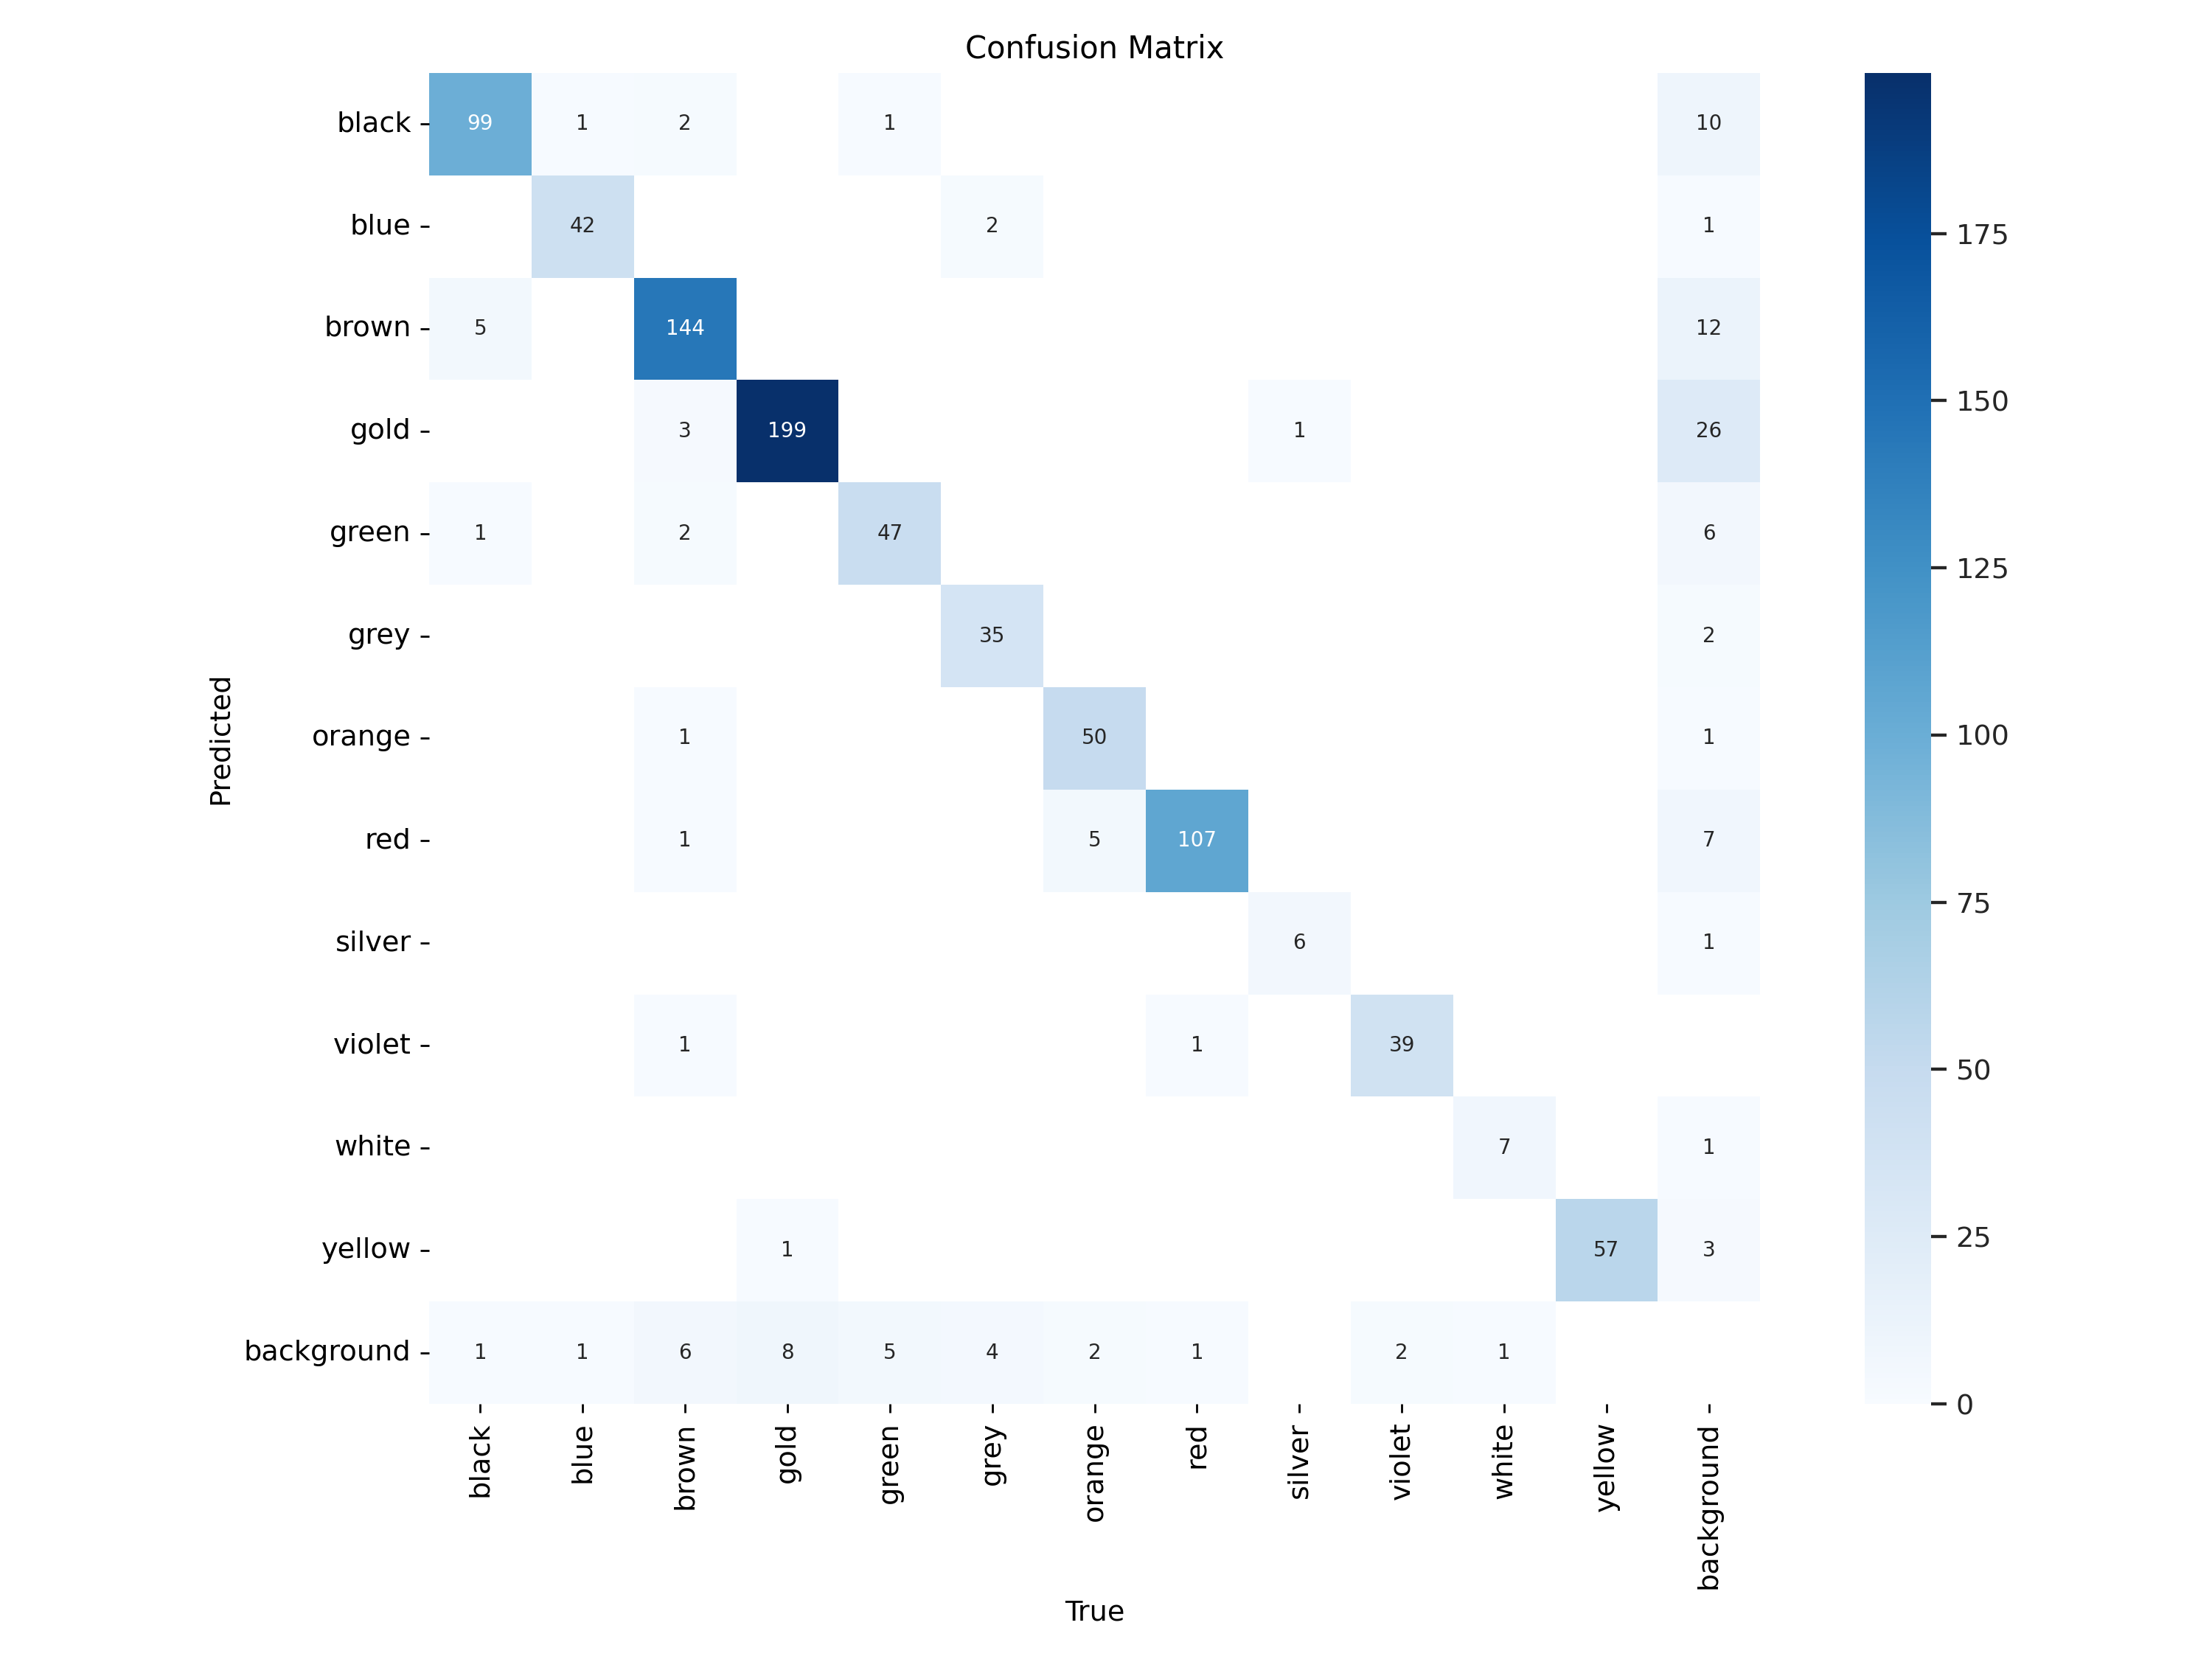 Confusion Matrix
black 99 1 2 1 10
blue 42 2 1
brown 5 144 12
gold 3 199 1 26
green 1 2 47 6
grey 35 2
orange 1 50 1
red 1 5 107 7
silver 6 1
violet 1 1 39
white 7 1
yellow 1 57 3
background 1 1 6 8 5 4 2 1 2 1
black blue brown gold green grey orange red silver violet white yellow background
Predicted
True
175
150
125
100
75
50
25
0